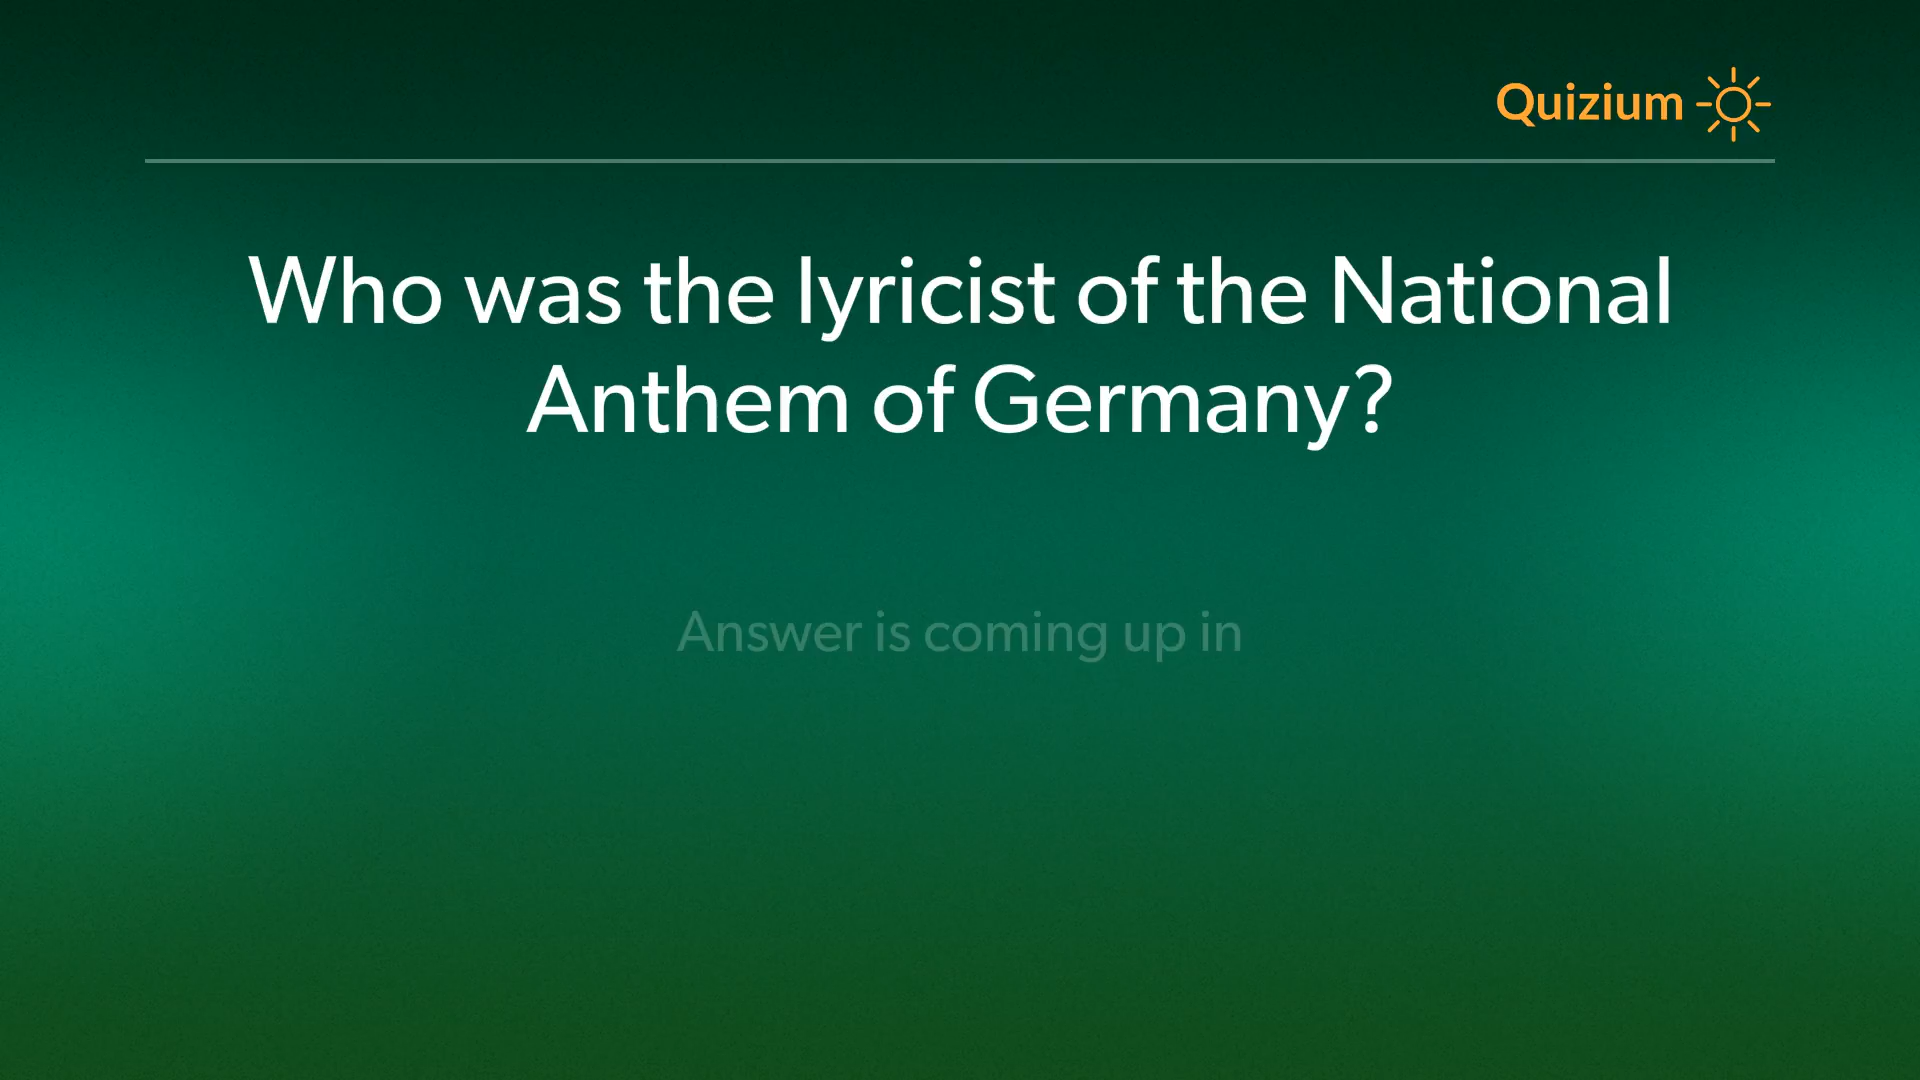 Quizium
Who was the lyricist of the National
Anthem of Germany?
Answer is coming up in